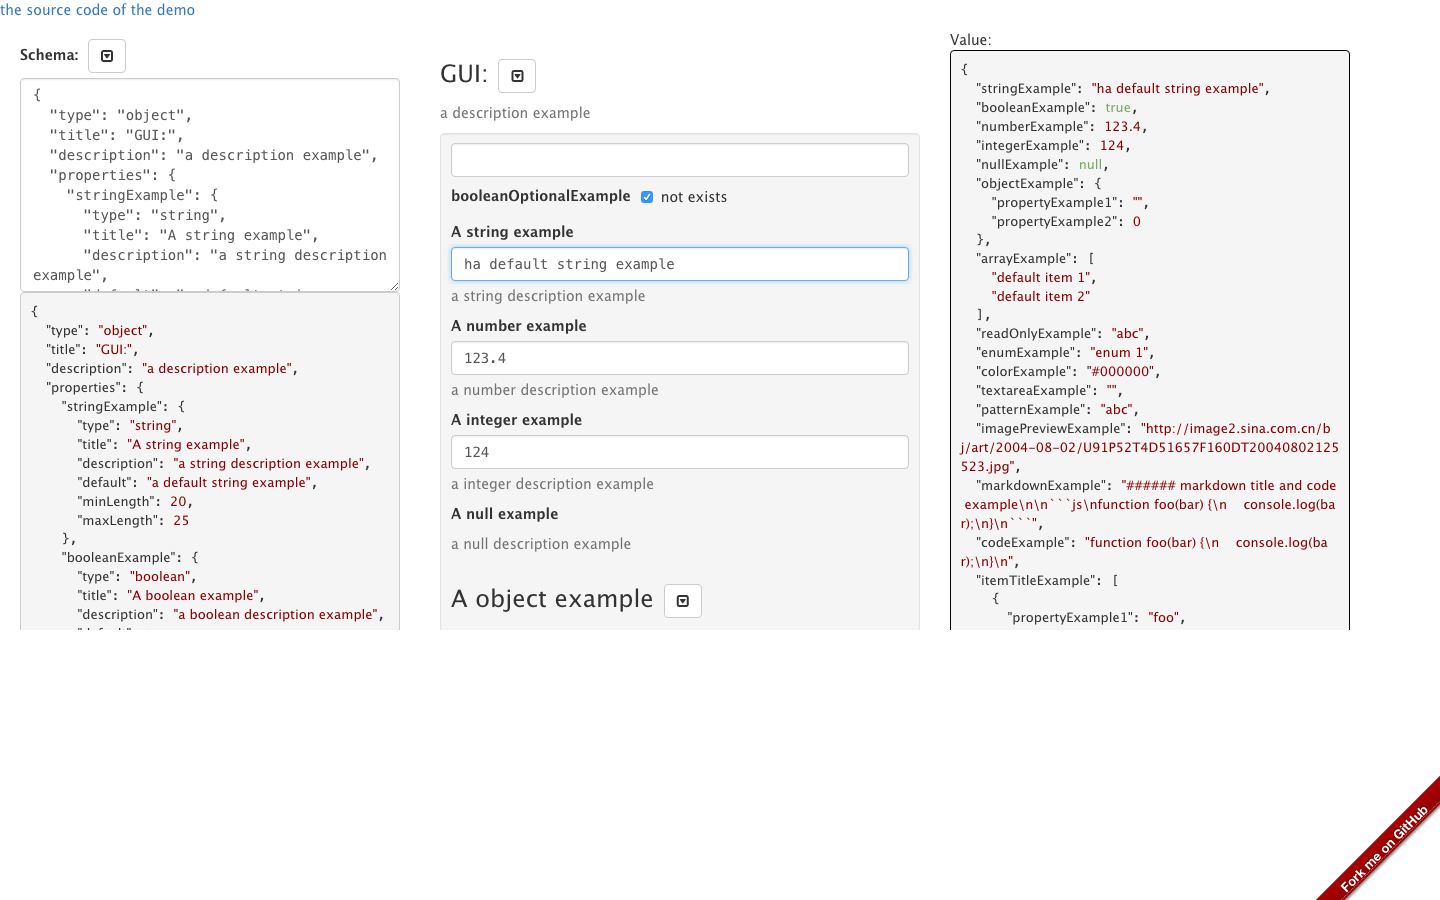 the source code of the demo
Schema:
{
"type": "object",
"title": "GUI:",
"description": "a description example",
"properties": {
"stringExample": {
"type": "string",
"title": "A string example",
"description": "a string description
example",
{
"type": "object",
"title": "GUI:",
"description": "a description example",
"properties": {
"stringExample": {
"type": "string",
"title": "A string example",
"description": "a string description example",
"default": "a default string example",
"minLength": 20,
"maxLength": 25
},
"booleanExample": {
"type": "boolean",
"title": "A boolean example",
"description": "a boolean description example",
GUI:
a description example
booleanOptionalExample not exists
A string example
ha default string example
a string description example
A number example
123.4
a number description example
A integer example
124
a integer description example
A null example
a null description example
A object example
Value:
{
"stringExample": "ha default string example",
"booleanExample": true,
"numberExample": 123.4,
"integerExample": 124,
"nullExample": null,
"objectExample": {
"propertyExample1": "",
"propertyExample2": 0
},
"arrayExample": [
"default item 1",
"default item 2"
],
"readOnlyExample": "abc",
"enumExample": "enum 1",
"colorExample": "#000000",
"textareaExample": "",
"patternExample": "abc",
"imagePreviewExample": "http://image2.sina.com.cn/b
j/art/2004-08-02/U91P52T4D51657F160DT20040802125
523.jpg",
"markdownExample": "###### markdown title and code
example\n\n```js\nfunction foo(bar) {\n    console.log(ba
r);\n}\n```",
"codeExample": "function foo(bar) {\n    console.log(ba
r);\n}\n",
"itemTitleExample": [
{
"propertyExample1": "foo",
Fork me on GitHub